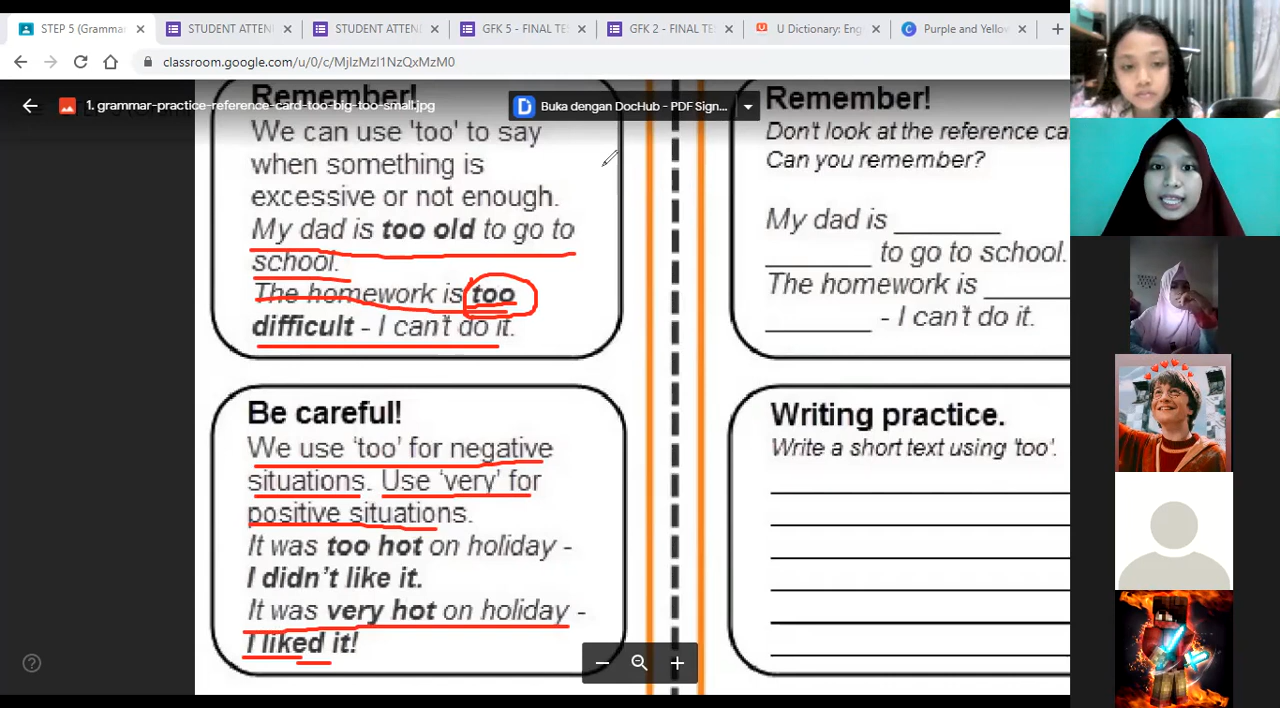 STEP 5 (Gramma
STUDENT ATTEN
STUDENT ATTEN
GFK 5 - FINAL TE
GFK 2 - FINAL TE
U Dictionary: Eng
Purple and Yellow
classroom.google.com/u/0/c/MjIzMzI1NzQxMzM0
1. grammar-practice-reference-card-too-big-too-small.jpg
Buka dengan DocHub - PDF Sign...
Remember!
We can use 'too' to say
when something is
excessive or not enough.
My dad is too old to go to
school.
The homework is too
difficult - I can't do it.
Be careful!
We use 'too' for negative
situations. Use 'very' for
positive situations.
It was too hot on holiday -
I didn't like it.
It was very hot on holiday -
I liked it!
Remember!
Don't look at the reference ca
Can you remember?
My dad is ________
________ to go to school.
The homework is ________
________ - I can't do it.
Writing practice.
Write a short text using 'too'.